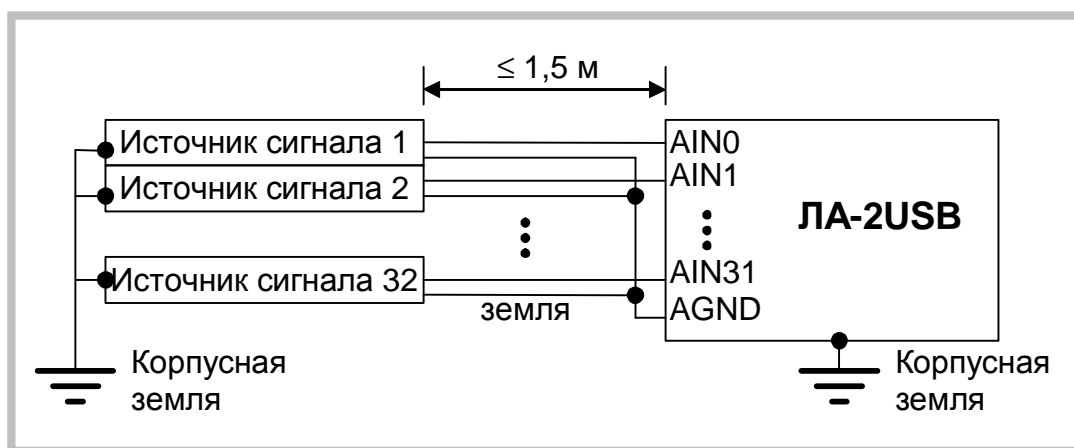 ≤ 1,5 м
Источник сигнала 1
AIN0
Источник сигнала 2
AIN1
ЛА-2USB
Источник сигнала 32
AIN31
земля
AGND
Корпусная
земля
Корпусная
земля